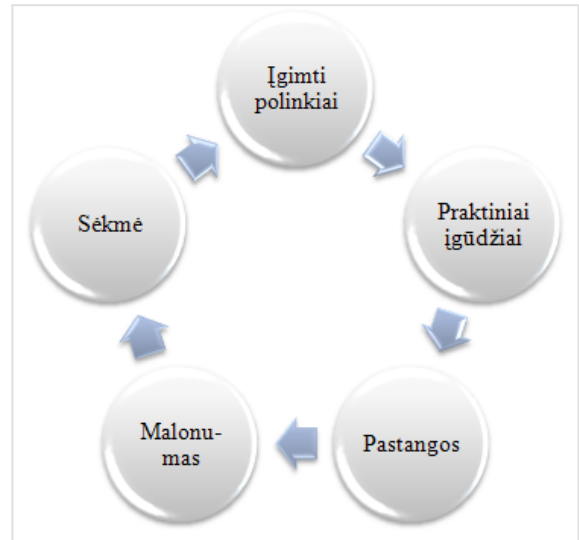 Įgimti
polinkiai
Praktiniai
įgūdžiai
Pastangos
Malonu-
mas
Sėkmė